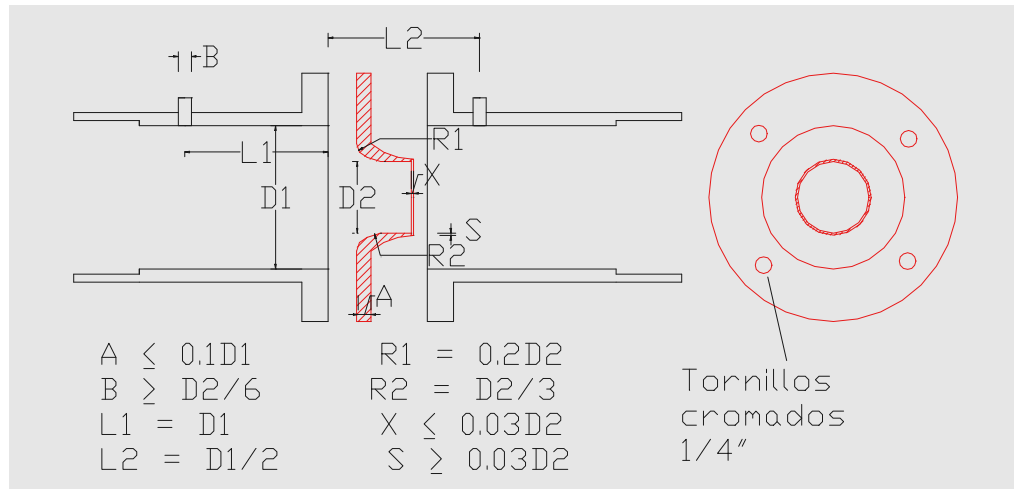 L2
B
R1
L1
X
D1
D2
S
R2
A
A ≤ 0.1D1
B ≥ D2/6
L1 = D1
L2 = D1/2
R1 = 0.2D2
R2 = D2/3
X ≤ 0.03D2
S ≥ 0.03D2
Tornillos
cromados
1/4"